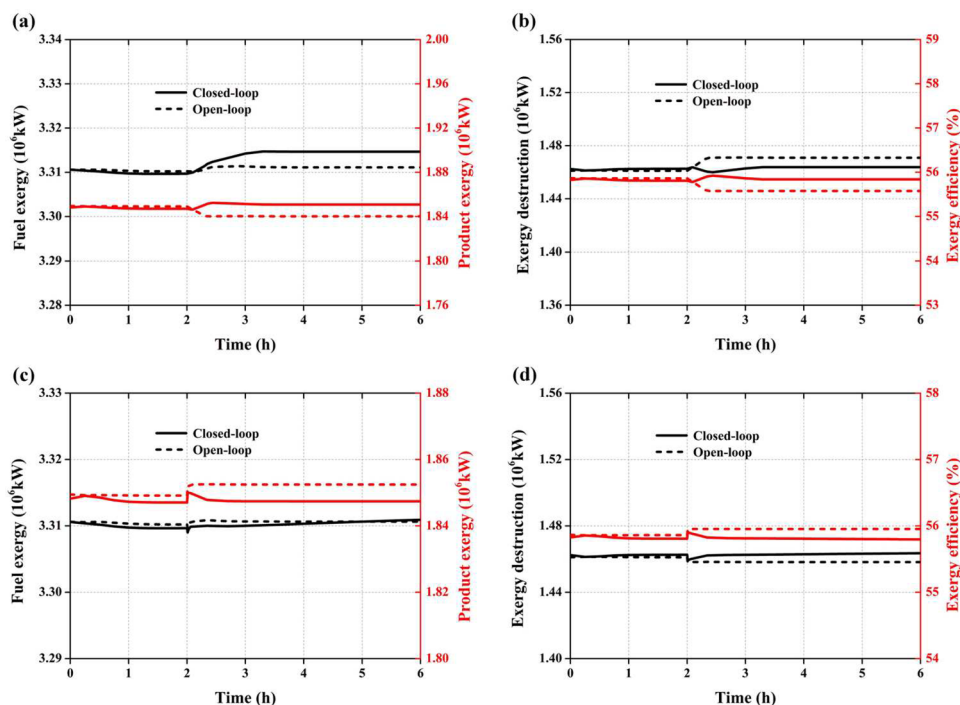 (a)
3.34
3.33
3.32
3.31
3.30
3.29
3.28
Fuel exergy (10⁶kW)
Closed-loop
Open-loop
2.00
1.96
1.92
1.88
1.84
1.80
1.76
Product exergy (10⁶kW)
0 1 2 3 4 5 6
Time (h)
(b)
1.56
1.52
1.48
1.44
1.40
1.36
Exergy destruction (10⁶kW)
Closed-loop
Open-loop
59
58
57
56
55
54
53
Exergy efficiency (%)
0 1 2 3 4 5 6
Time (h)
(c)
3.33
3.32
3.31
3.30
3.29
Fuel exergy (10⁶kW)
Closed-loop
Open-loop
1.88
1.86
1.84
1.82
1.80
Product exergy (10⁶kW)
0 1 2 3 4 5 6
Time (h)
(d)
1.56
1.52
1.48
1.44
1.40
Exergy destruction (10⁶kW)
Closed-loop
Open-loop
58
57
56
55
54
Exergy efficiency (%)
0 1 2 3 4 5 6
Time (h)